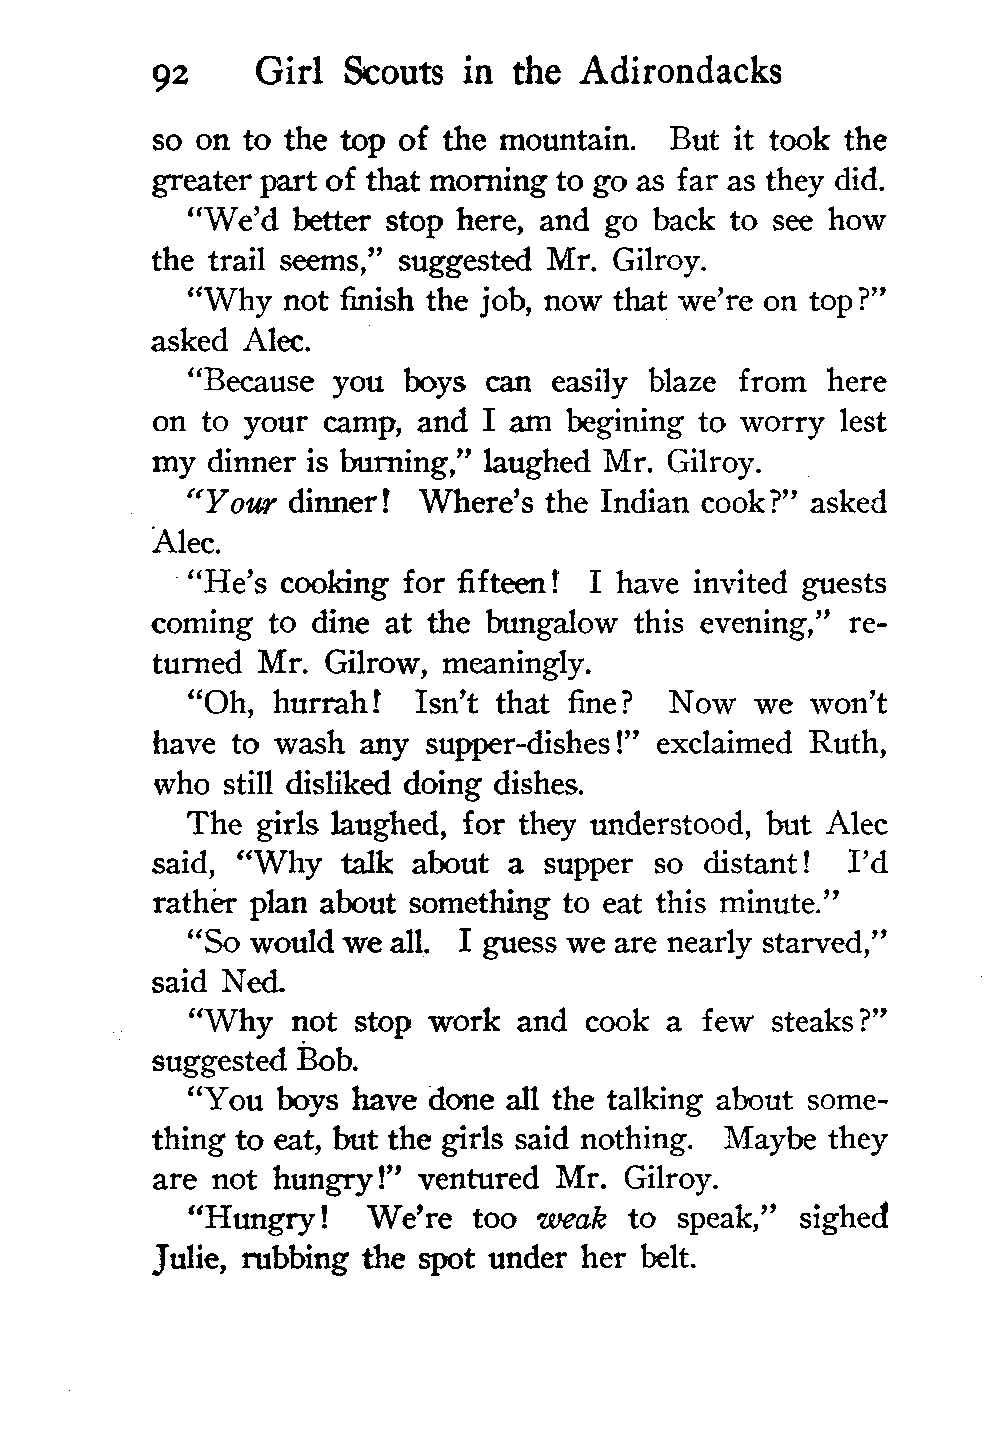 92 Girl Scouts in the Adirondacks
so on to the top of the mountain. But it took the
greater part of that morning to go as far as they did.
“We’d better stop here, and go back to see how
the trail seems,” suggested Mr. Gilroy.
“Why not finish the job, now that we’re on top?”
asked Alec.
“Because you boys can easily blaze from here
on to your camp, and I am begining to worry lest
my dinner is burning,” laughed Mr. Gilroy.
“Your dinner! Where’s the Indian cook?” asked
Alec.
“He’s cooking for fifteen! I have invited guests
coming to dine at the bungalow this evening,” re-
turned Mr. Gilrow, meaningly.
“Oh, hurrah! Isn’t that fine? Now we won’t
have to wash any supper-dishes!” exclaimed Ruth,
who still disliked doing dishes.
The girls laughed, for they understood, but Alec
said, “Why talk about a supper so distant! I’d
rather plan about something to eat this minute.”
“So would we all. I guess we are nearly starved,”
said Ned.
“Why not stop work and cook a few steaks?”
suggested Bob.
“You boys have done all the talking about some-
thing to eat, but the girls said nothing. Maybe they
are not hungry!” ventured Mr. Gilroy.
“Hungry! We’re too weak to speak,” sighed
Julie, rubbing the spot under her belt.